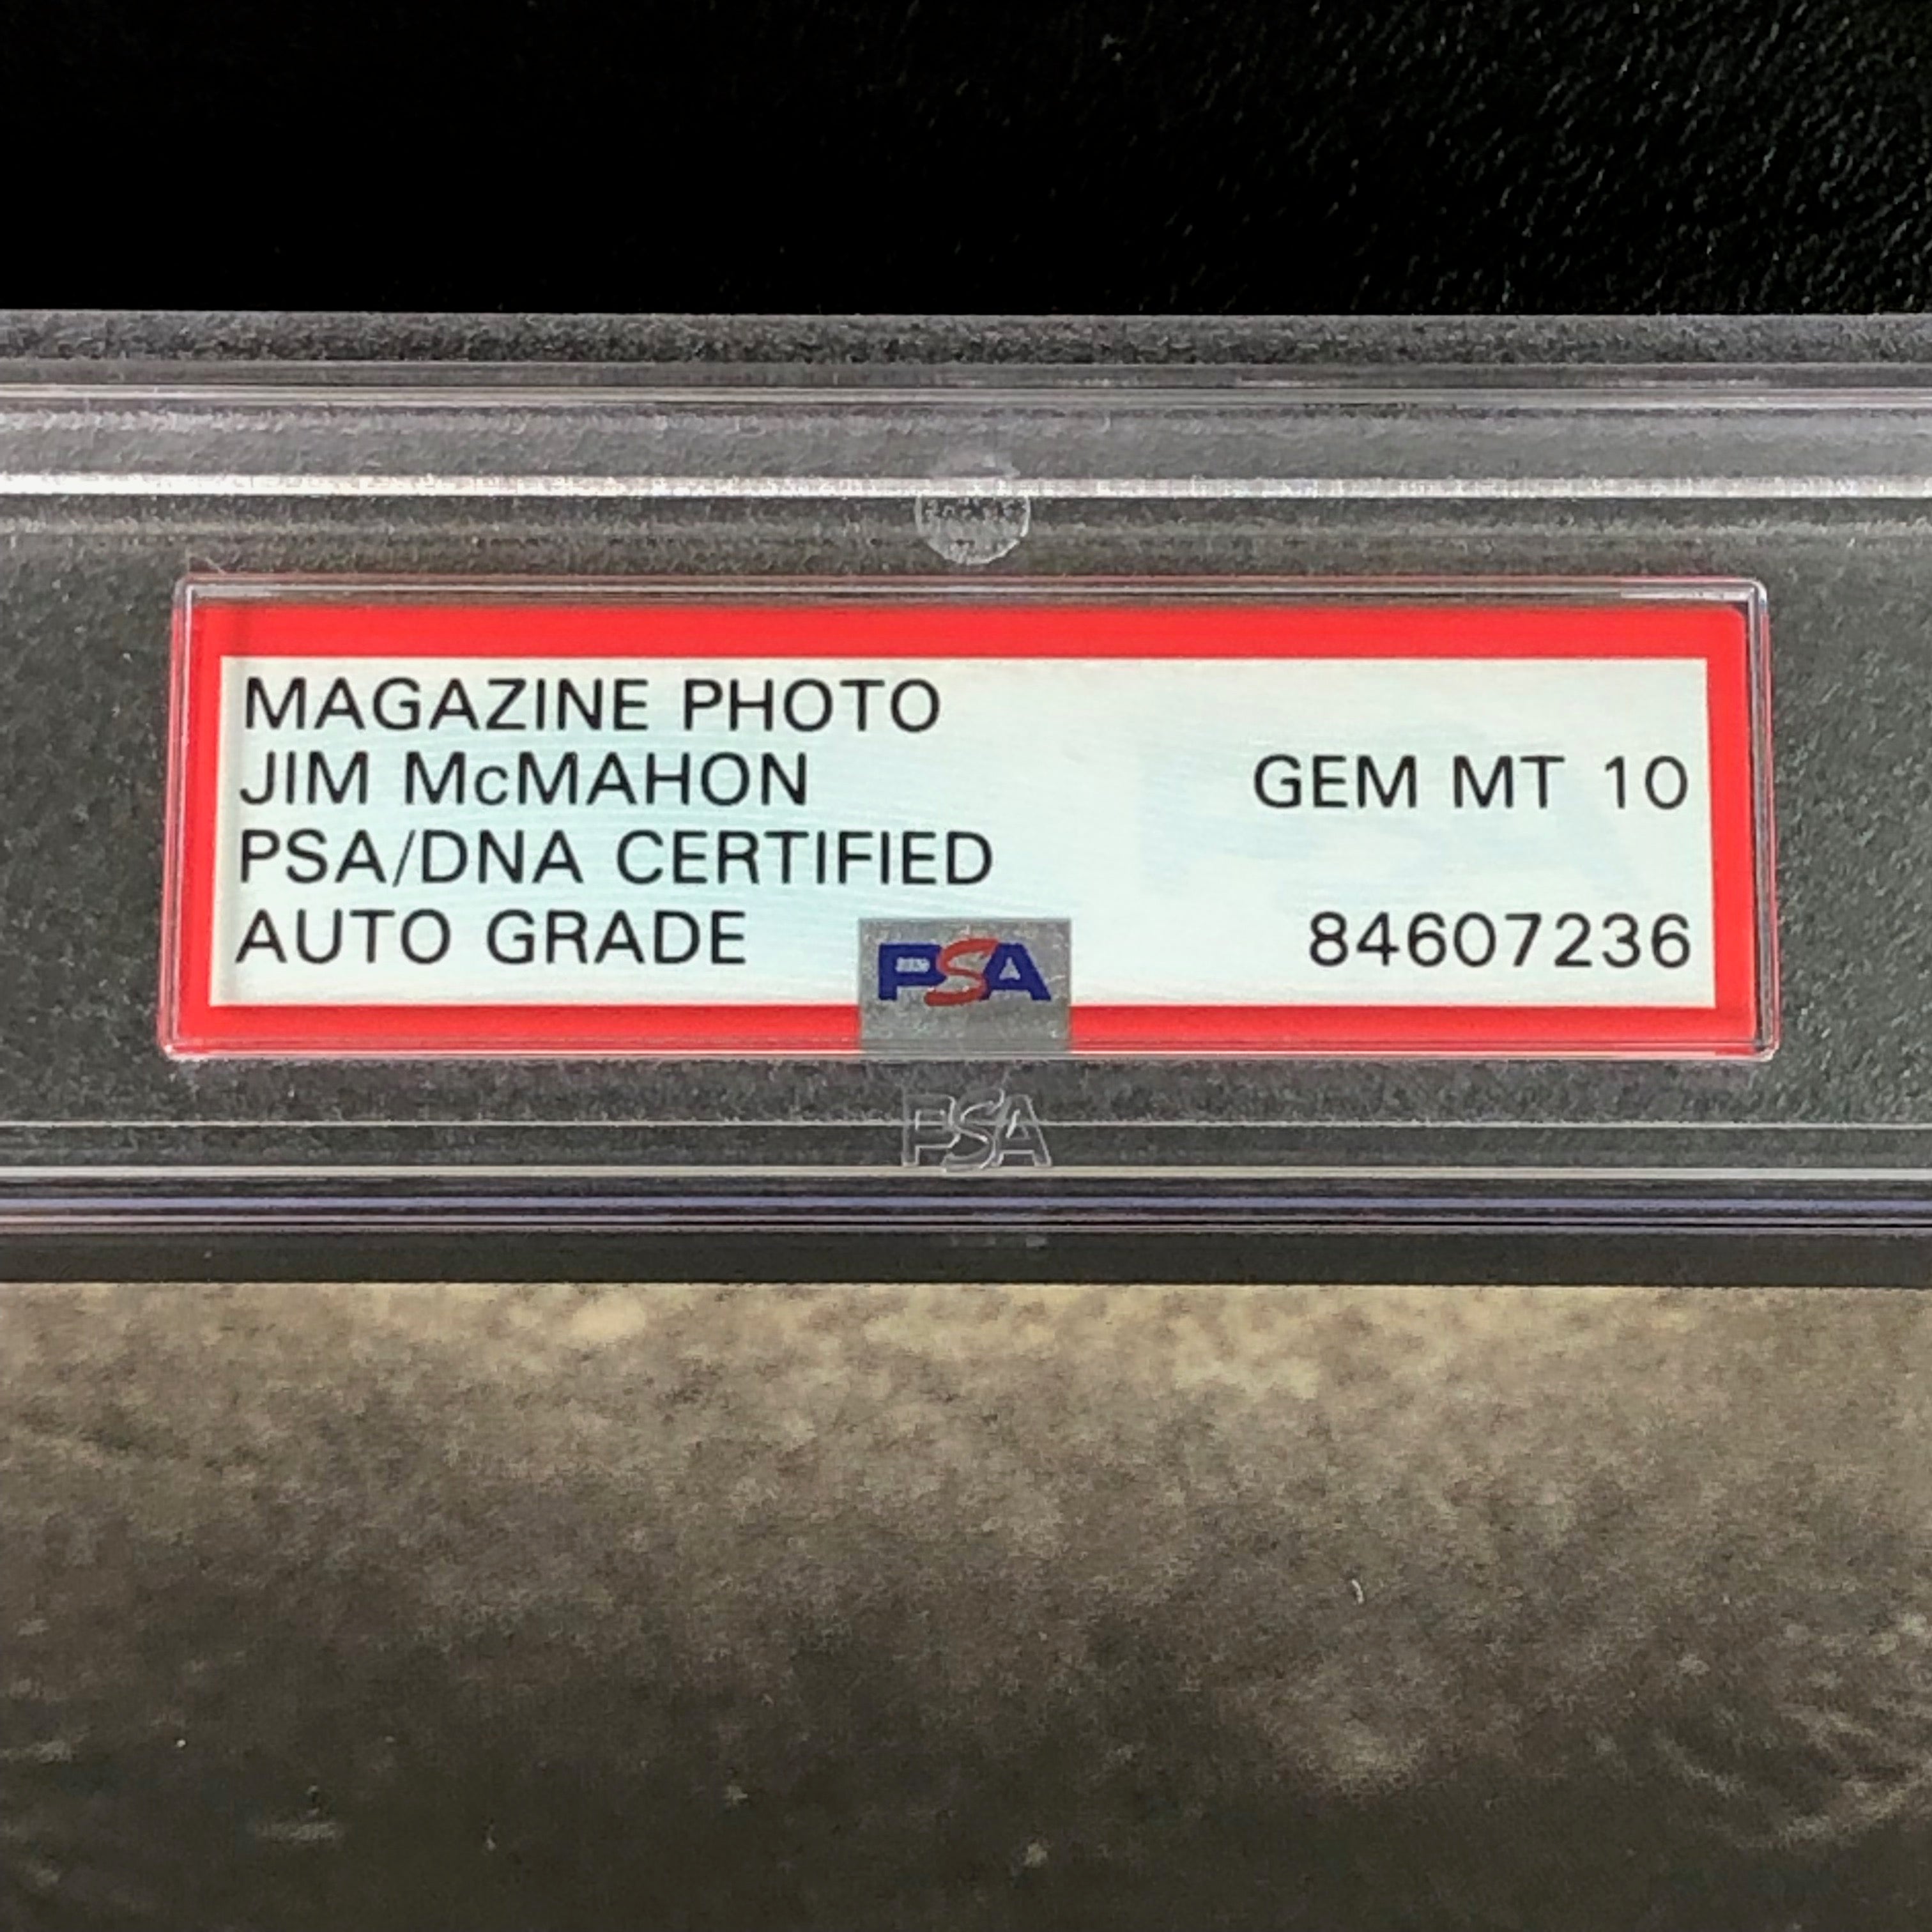 MAGAZINE PHOTO
JIM McMAHON GEM MT 10
PSA/DNA CERTIFIED
AUTO GRADE 84607236
PSA
PSA